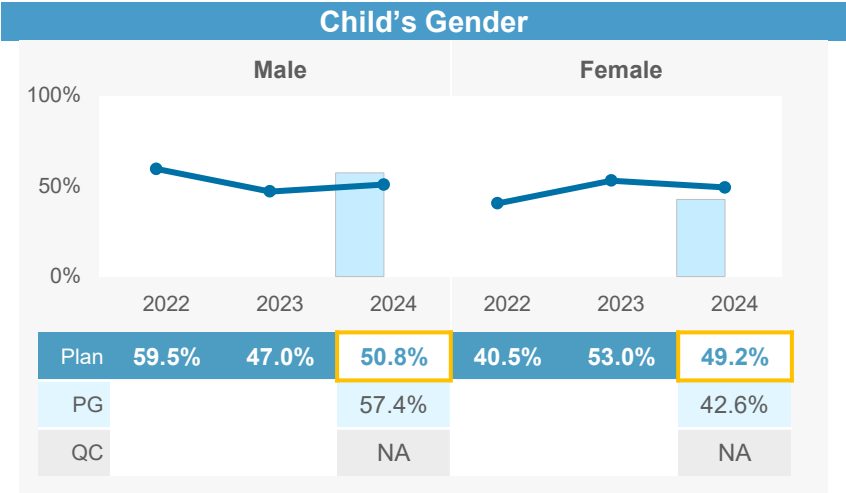 Child’s Gender
Male Female
100%
50%
0%
2022 2023 2024 2022 2023 2024
Plan 59.5% 47.0% 50.8% 40.5% 53.0% 49.2%
PG 57.4% 42.6%
QC NA NA